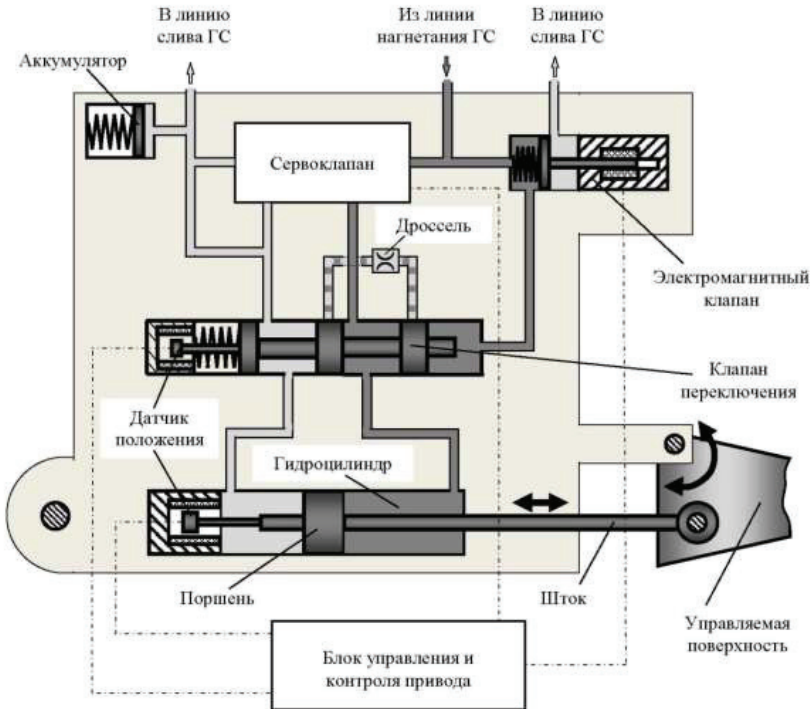 В линию
слива ГС
Из линии
нагнетания ГС
В линию
слива ГС
Аккумулятор
Сервоклапан
Дроссель
Электромагнитный
клапан
Клапан
переключения
Датчик
положения
Гидроцилиндр
Поршень
Шток
Управляемая
поверхность
Блок управления и
контроля привода